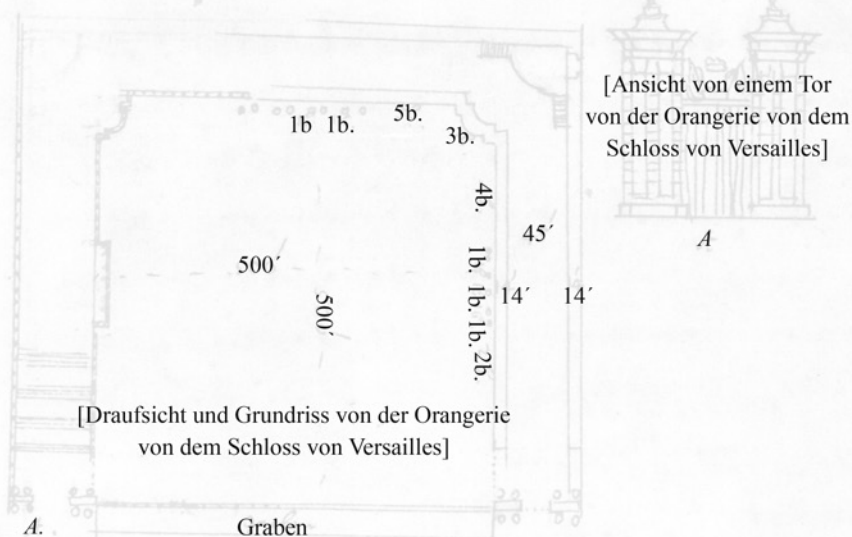 [Ansicht von einem Tor
von der Orangerie von dem
Schloss von Versailles]
A
1b 1b. 5b.
3b.
4b.
1b.
1b.
1b.
2b.
45´
14´ 14´
500´
500´
[Draufsicht und Grundriss von der Orangerie
von dem Schloss von Versailles]
A. Graben